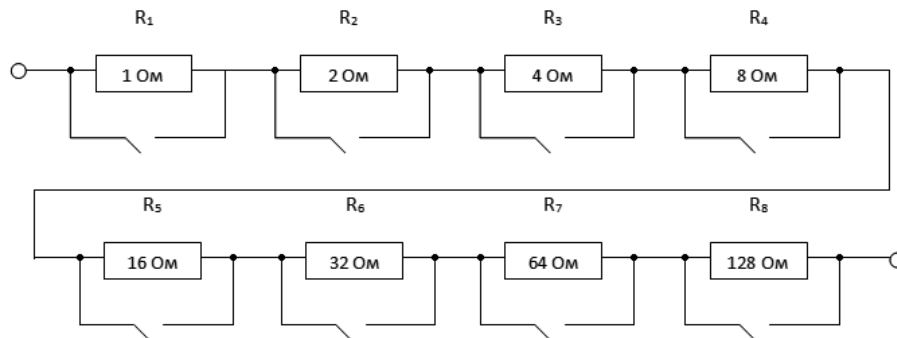 R₁ R₂ R₃ R₄
1 Ом 2 Ом 4 Ом 8 Ом
R₅ R₆ R₇ R₈
16 Ом 32 Ом 64 Ом 128 Ом